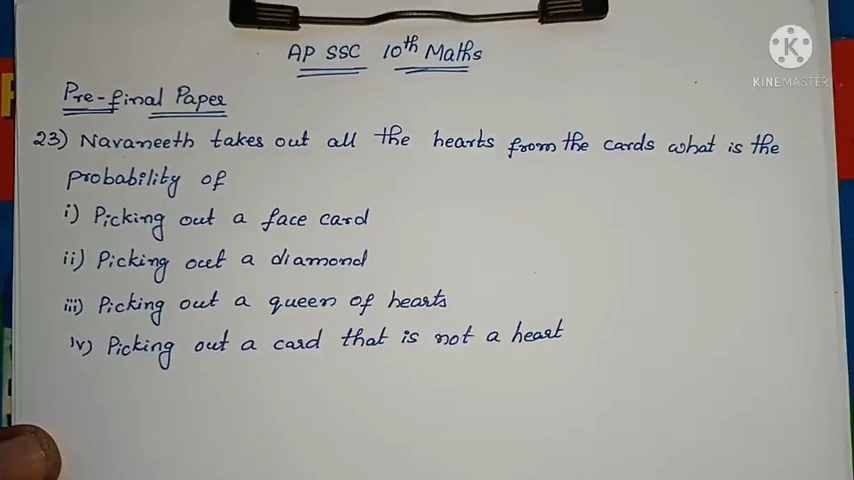 AP SSC 10th Maths
K
KINEMASTER
Pre-final Paper
23) Navaneeth takes out all the hearts from the cards what is the
probability of
i) Picking out a face card
ii) Picking out a diamond
iii) Picking out a queen of hearts
iv) Picking out a card that is not a heart